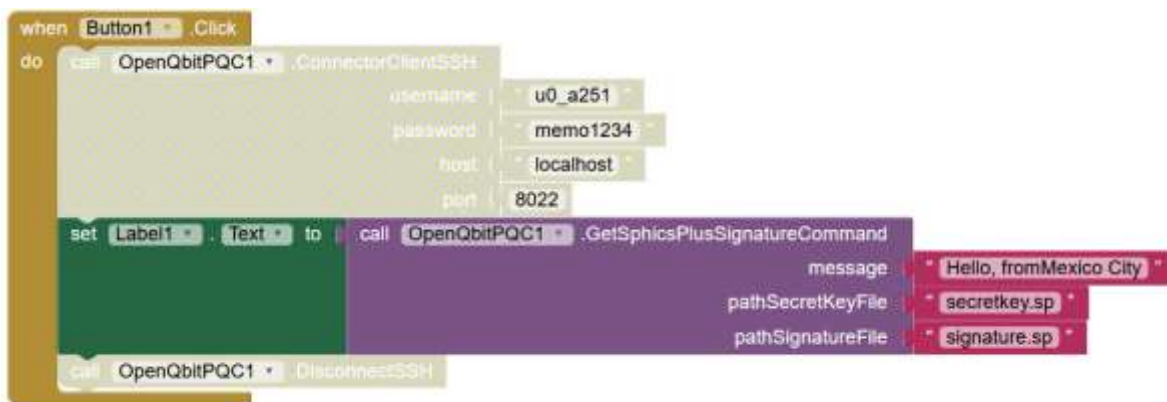 when Button1 .Click
do call OpenQbitPQC1 .ConnectorClientSSH
username " u0_a251 "
password " memo1234 "
host " localhost "
port 8022
set Label1 . Text to call OpenQbitPQC1 .GetSphicsPlusSignatureCommand
message " Hello, fromMexico City "
pathSecretKeyFile " secretkey.sp "
pathSignatureFile " signature.sp "
call OpenQbitPQC1 .DisconnectSSH